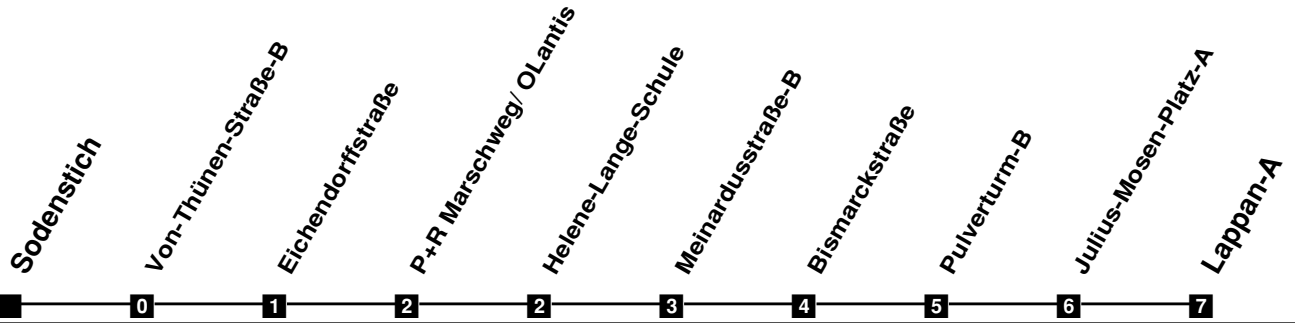 Sodenstich
Von-Thünen-Straße-B
Eichendorffstraße
P+R Marschweg/ OLantis
Helene-Lange-Schule
Meinardusstraße-B
Bismarckstraße
Pulverturm-B
Julius-Mosen-Platz-A
Lappan-A
0 1 2 2 3 4 5 6 7